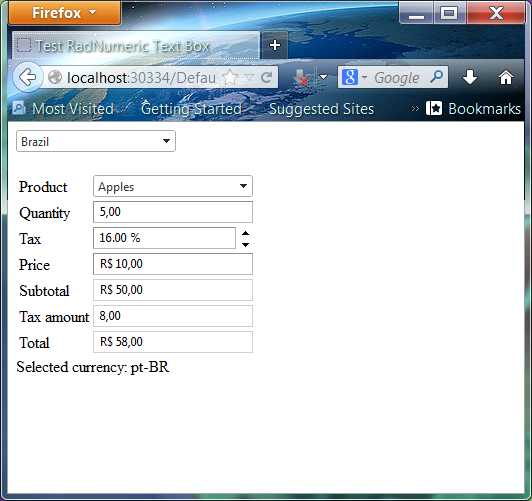 Firefox
Test RadNumeric Text Box
localhost:30334/Defau
Google
Most Visited Getting Started Suggested Sites » Bookmarks
Brazil
Product Apples
Quantity 5,00
Tax 16.00 %
Price R$ 10,00
Subtotal R$ 50,00
Tax amount 8,00
Total R$ 58,00
Selected currency: pt-BR